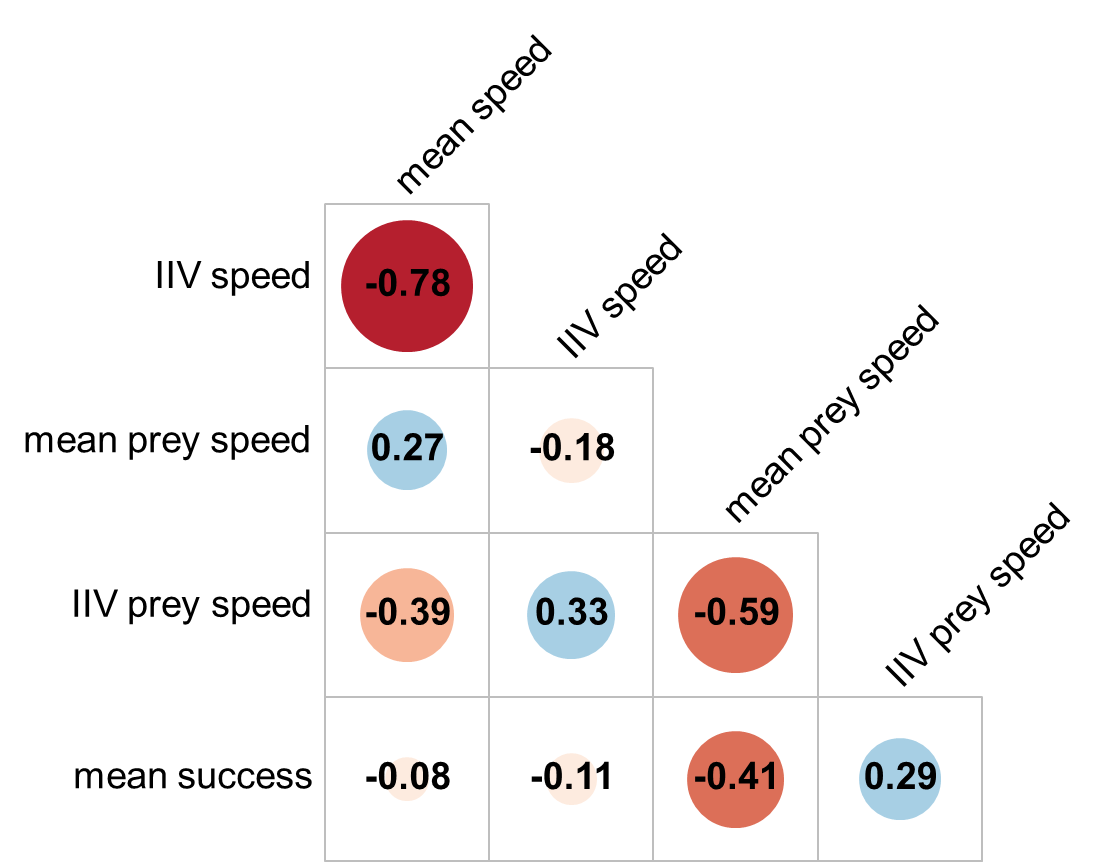 mean speed
IIV speed
-0.78
IIV speed
mean prey speed
0.27
-0.18
mean prey speed
IIV prey speed
-0.39
0.33
-0.59
IIV prey speed
mean success
-0.08
-0.11
-0.41
0.29